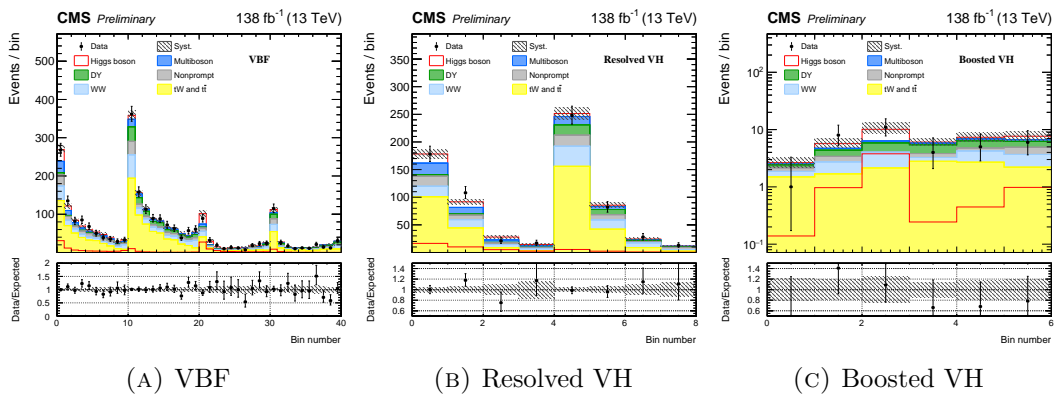 CMS Preliminary 138 fb⁻¹ (13 TeV)
Events / bin
500
400
300
200
100
VBF
Data
Syst.
Higgs boson
Multiboson
DY
Nonprompt
WW
tW and tt̄
Data/Expected
2
1.5
1
0.5
0
0 10 20 30 40
Bin number
(A) VBF
CMS Preliminary 138 fb⁻¹ (13 TeV)
Events / bin
350
300
250
200
150
100
50
Resolved VH
Data
Syst.
Higgs boson
Multiboson
DY
Nonprompt
WW
tW and tt̄
Data/Expected
1.4
1.2
1.0
0.8
0.6
0 2 4 6 8
Bin number
(B) Resolved VH
CMS Preliminary 138 fb⁻¹ (13 TeV)
Events / bin
10²
10
1
10⁻¹
Boosted VH
Data
Syst.
Higgs boson
Multiboson
DY
Nonprompt
WW
tW and tt̄
Data/Expected
1.4
1.2
1.0
0.8
0.6
0 2 4 6
Bin number
(C) Boosted VH